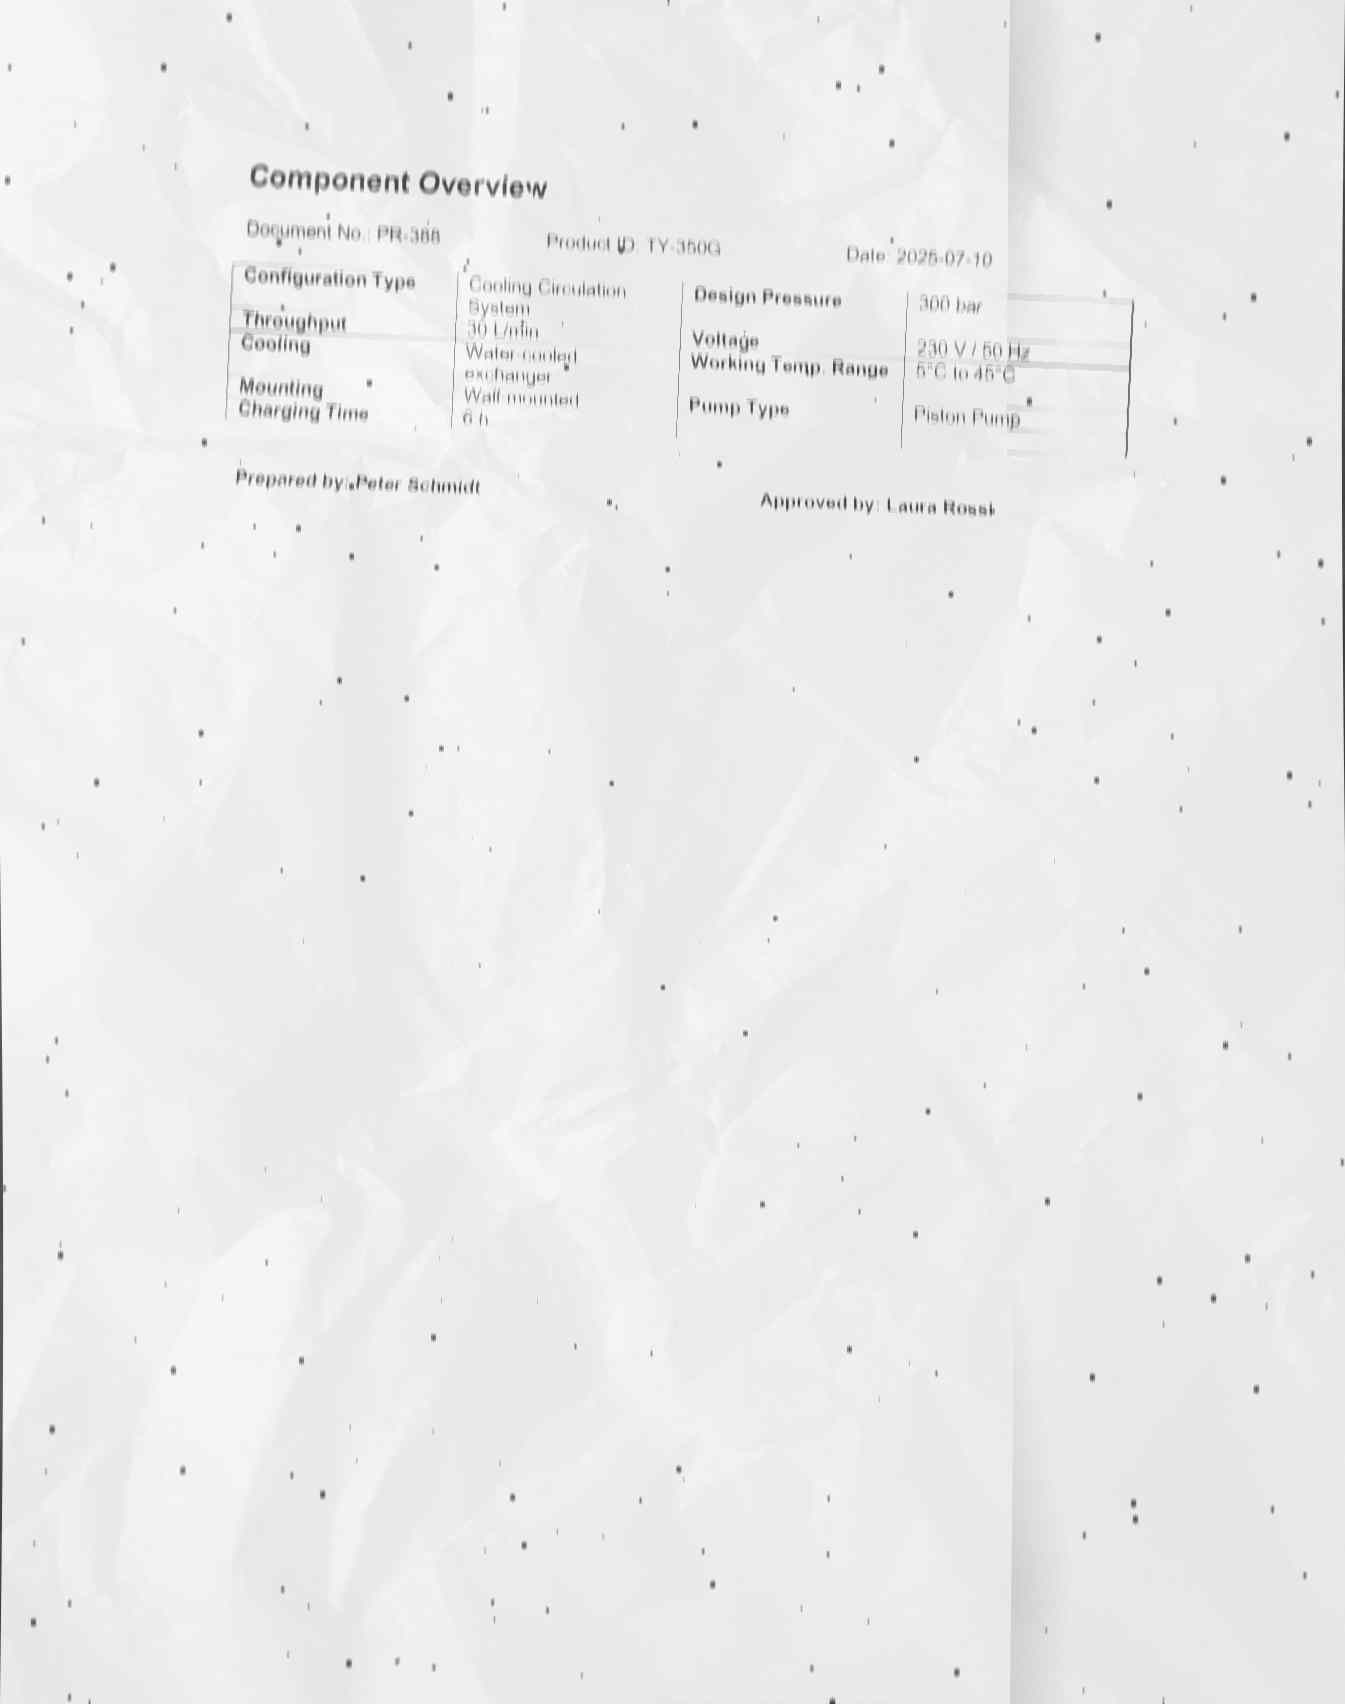 Component Overview
Document No.: PR-388 Product ID: TY-350G Date: 2025-07-10
Configuration Type Cooling Circulation System Design Pressure 300 bar
Throughput 30 L/min Voltage 230 V / 50 Hz
Cooling Water-cooled exchanger Working Temp. Range 5°C to 45°C
Mounting Wall-mounted Pump Type Piston Pump
Charging Time 6 h
Prepared by: Peter Schmidt Approved by: Laura Rossi